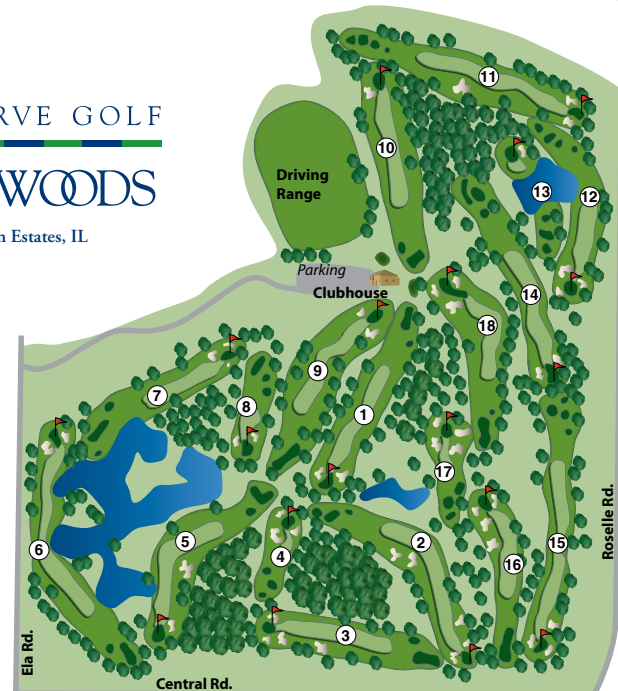 RVE GOLF
WOODS
n Estates, IL
Driving
Range
Parking
Clubhouse
11
10
13
12
14
18
9
7
8
1
17
6
5
4
2
16
15
3
Roselle Rd.
Ela Rd.
Central Rd.